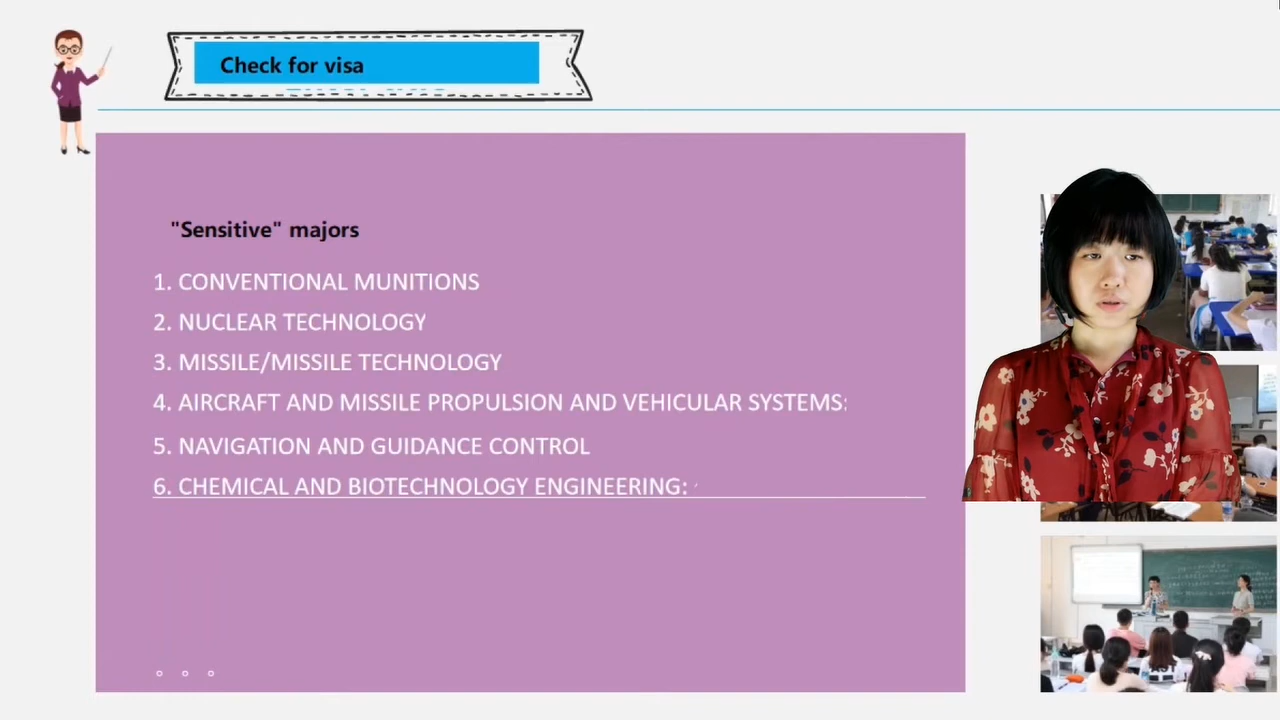 Check for visa
"Sensitive" majors
1. CONVENTIONAL MUNITIONS
2. NUCLEAR TECHNOLOGY
3. MISSILE/MISSILE TECHNOLOGY
4. AIRCRAFT AND MISSILE PROPULSION AND VEHICULAR SYSTEMS:
5. NAVIGATION AND GUIDANCE CONTROL
6. CHEMICAL AND BIOTECHNOLOGY ENGINEERING: